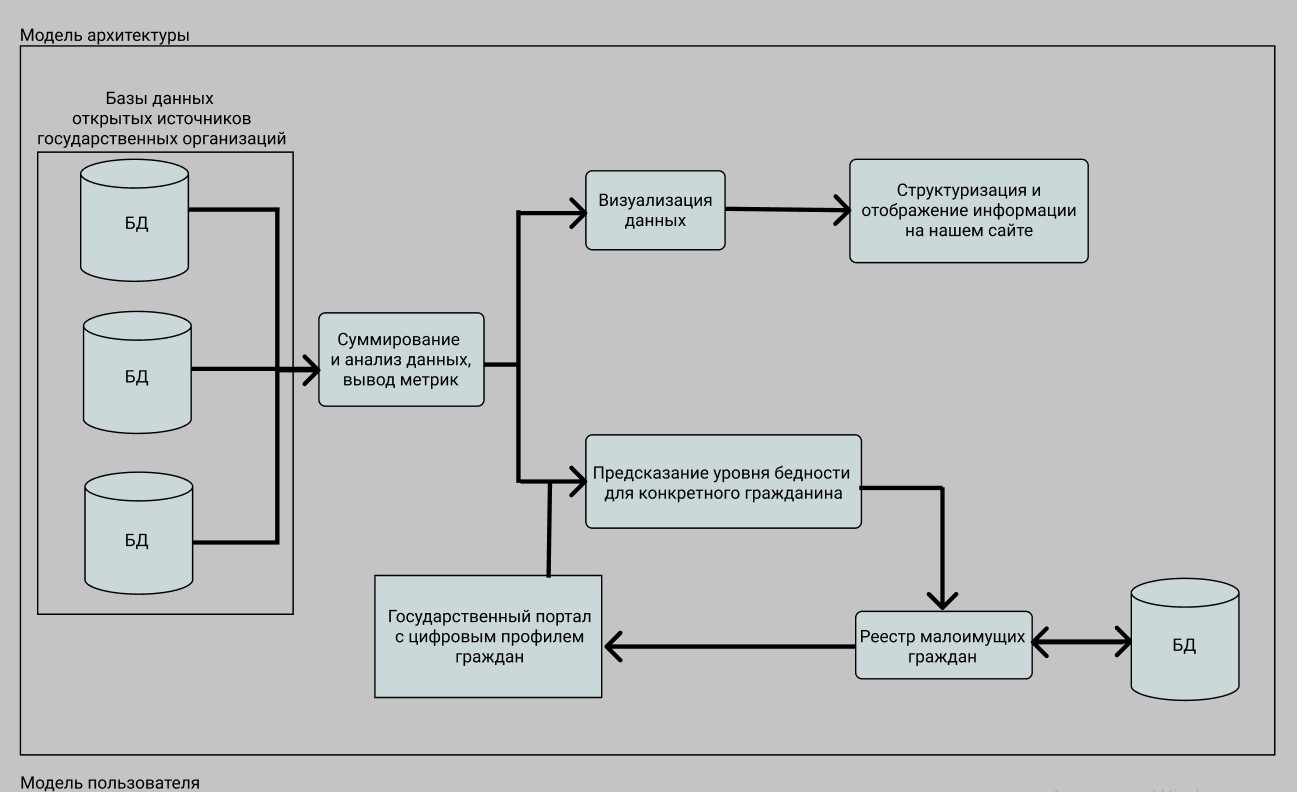 Модель архитектуры
Базы данных
открытых источников
государственных организаций
БД
БД
БД
Суммирование
и анализ данных,
вывод метрик
Визуализация
данных
Структуризация и
отображение информации
на нашем сайте
Предсказание уровня бедности
для конкретного гражданина
Государственный портал
с цифровым профилем
граждан
Реестр малоимущих
граждан
БД
Модель пользователя